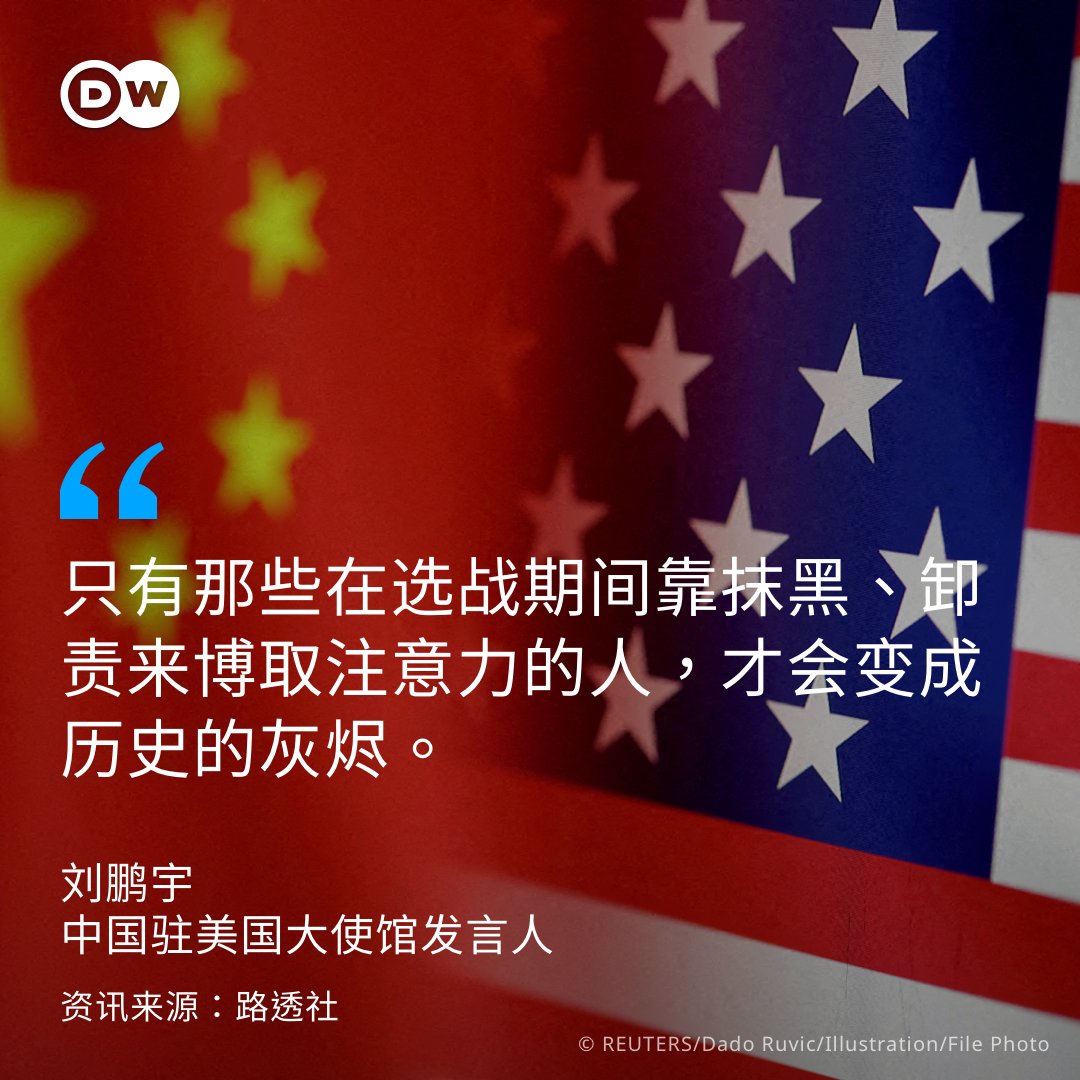 DW
“
只有那些在选战期间靠抹黑、卸
责来博取注意力的人，才会变成
历史的灰烬。
刘鹏宇
中国驻美国大使馆发言人
资讯来源：路透社
© REUTERS/Dado Ruvic/Illustration/File Photo